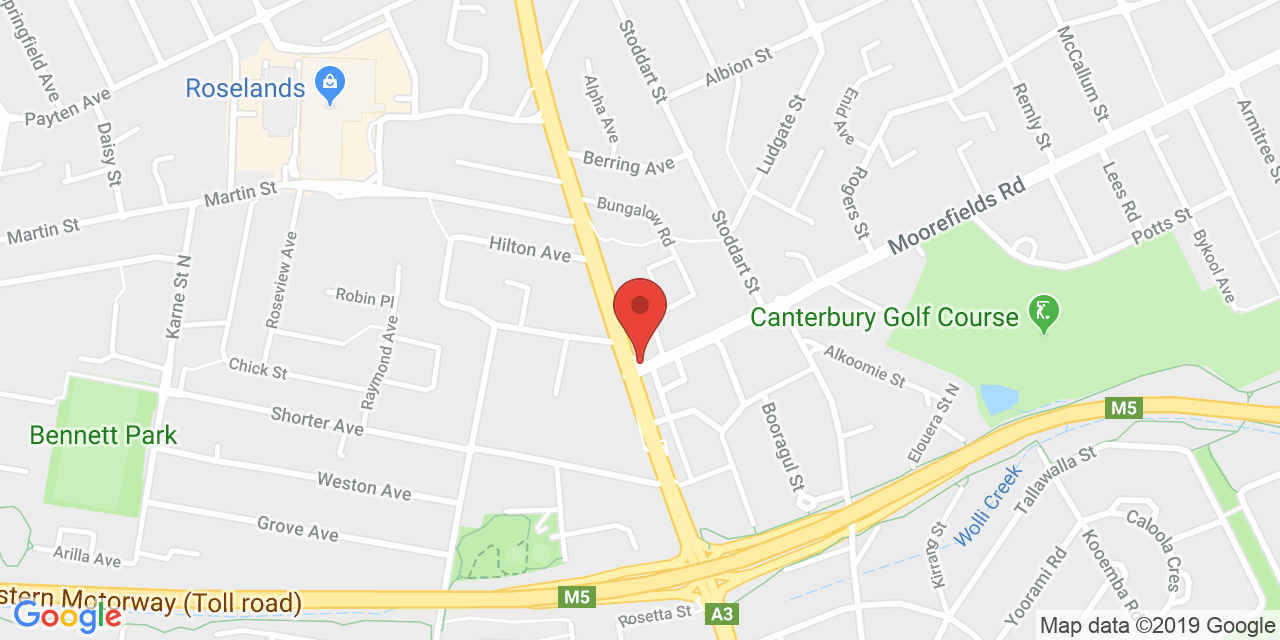 Springfield Ave
Stoddart St
Albion St
McCallum St
Roselands
Payten Ave
Alpha Ave
Enid Ave
Remly St
Armitree St
Daisy St
Ludgate St
Berring Ave
Rogers St
Lees Rd
Martin St
Martin St
Bungalow Rd
Stoddart St
Moorefields Rd
Potts St
Bykool Ave
Hilton Ave
Karne St N
Roseview Ave
Robin Pl
Canterbury Golf Course
Raymond Ave
Chick St
Alkoomie St
Shorter Ave
Booragul St
Elouera St N
M5
Bennett Park
Weston Ave
Wolli Creek
Tallawalla St
Grove Ave
Caloola Cres
Arilla Ave
Kirrang St
Yoorami Rd
Kooemba Rd
stern Motorway (Toll road)
M5
Rosetta St
A3
Google
Map data ©2019 Google